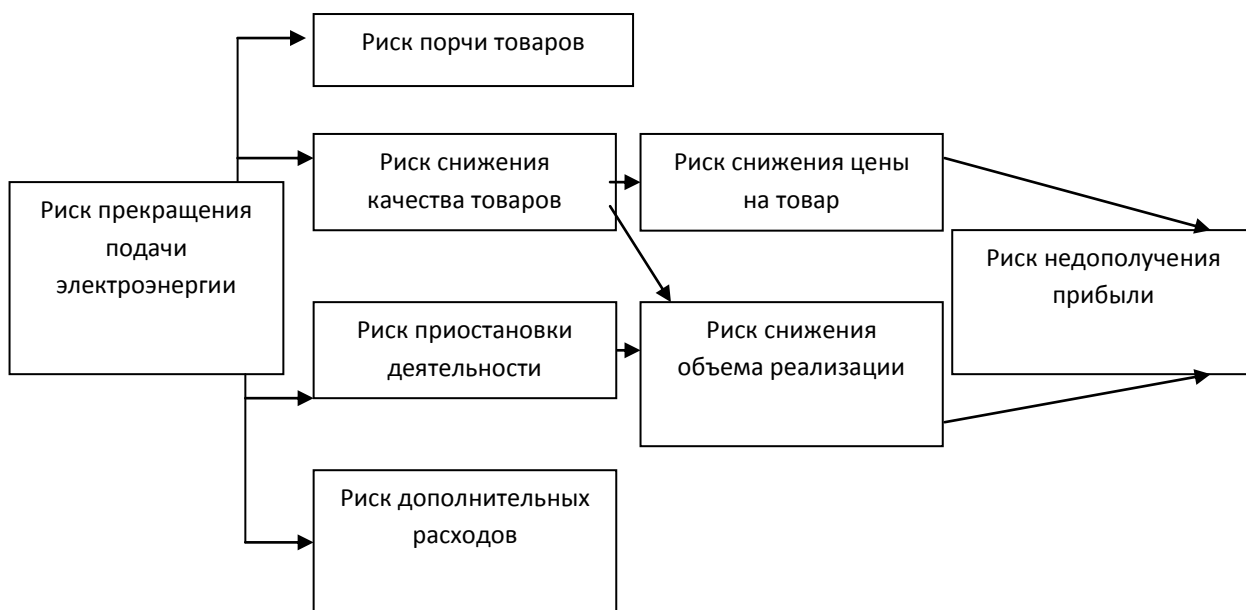 Риск порчи товаров
Риск снижения
качества товаров
Риск снижения цены
на товар
Риск прекращения
подачи
электроэнергии
Риск недополучения
прибыли
Риск приостановки
деятельности
Риск снижения
объема реализации
Риск дополнительных
расходов